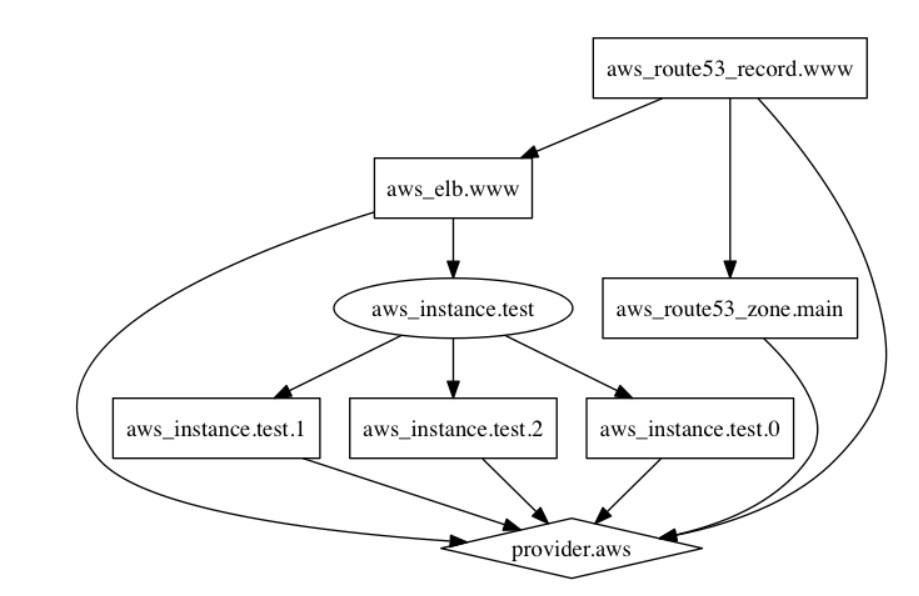 aws_route53_record.www
aws_elb.www
aws_instance.test
aws_route53_zone.main
aws_instance.test.1
aws_instance.test.2
aws_instance.test.0
provider.aws